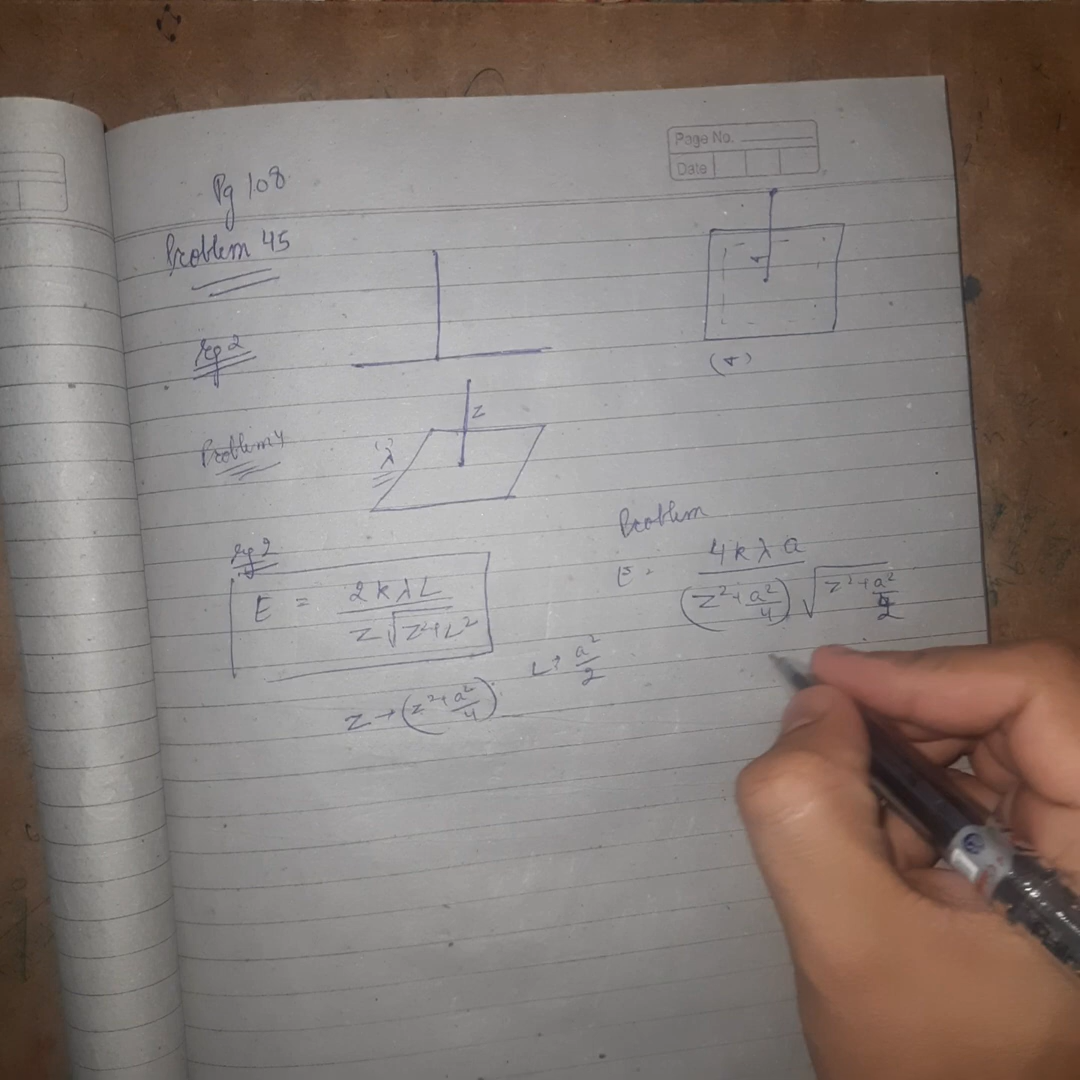 Page No.
Date
Pg 108
Problem 45
Eg 2
(σ)
z
Problem 4
λ
Problem
Eg 2
E = 2kλL / z√z²+L²
E = 4kλa / (z²+a²/4) √z²+a²/2
L → a²/2
z → (z²+a²/4)